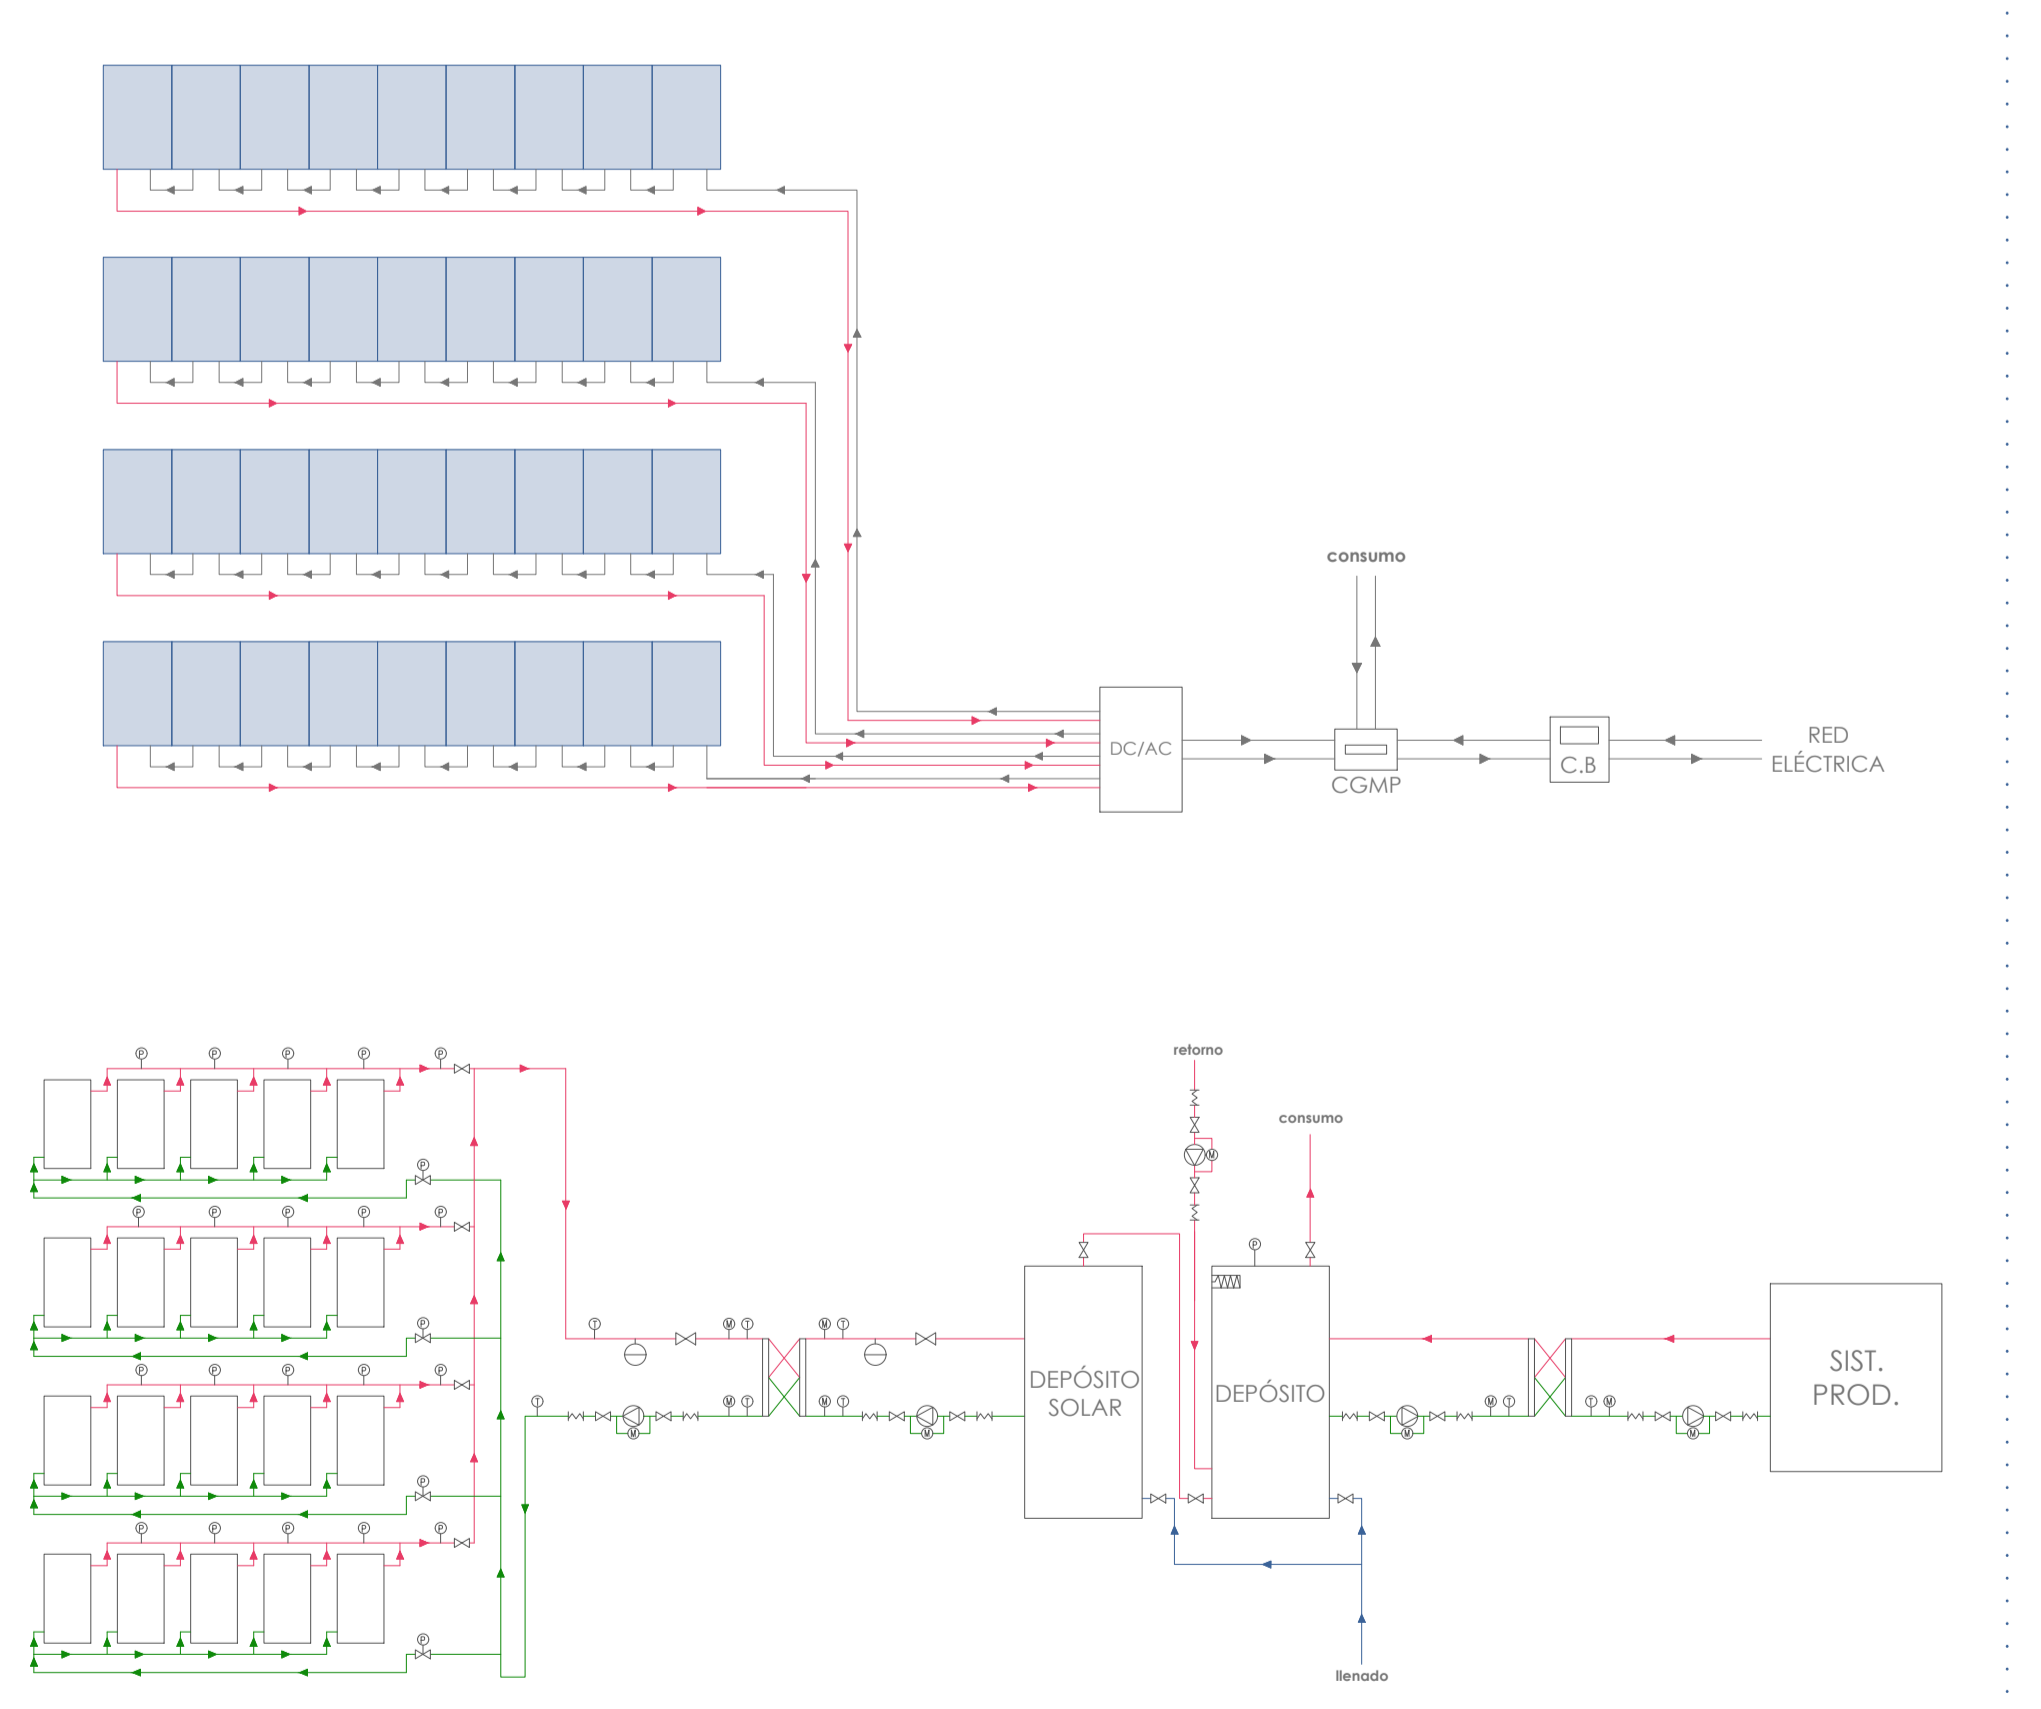 consumo
DC/AC
CGMP
C.B
RED
ELÉCTRICA
retorno
consumo
P P P P P
P
M
P P P P P
P
P
T M T M T
DEPÓSITO
SOLAR
DEPÓSITO
SIST.
PROD.
P P P P P
T M T M T M T T M
M M M M
P
P P P P P
P
llenado